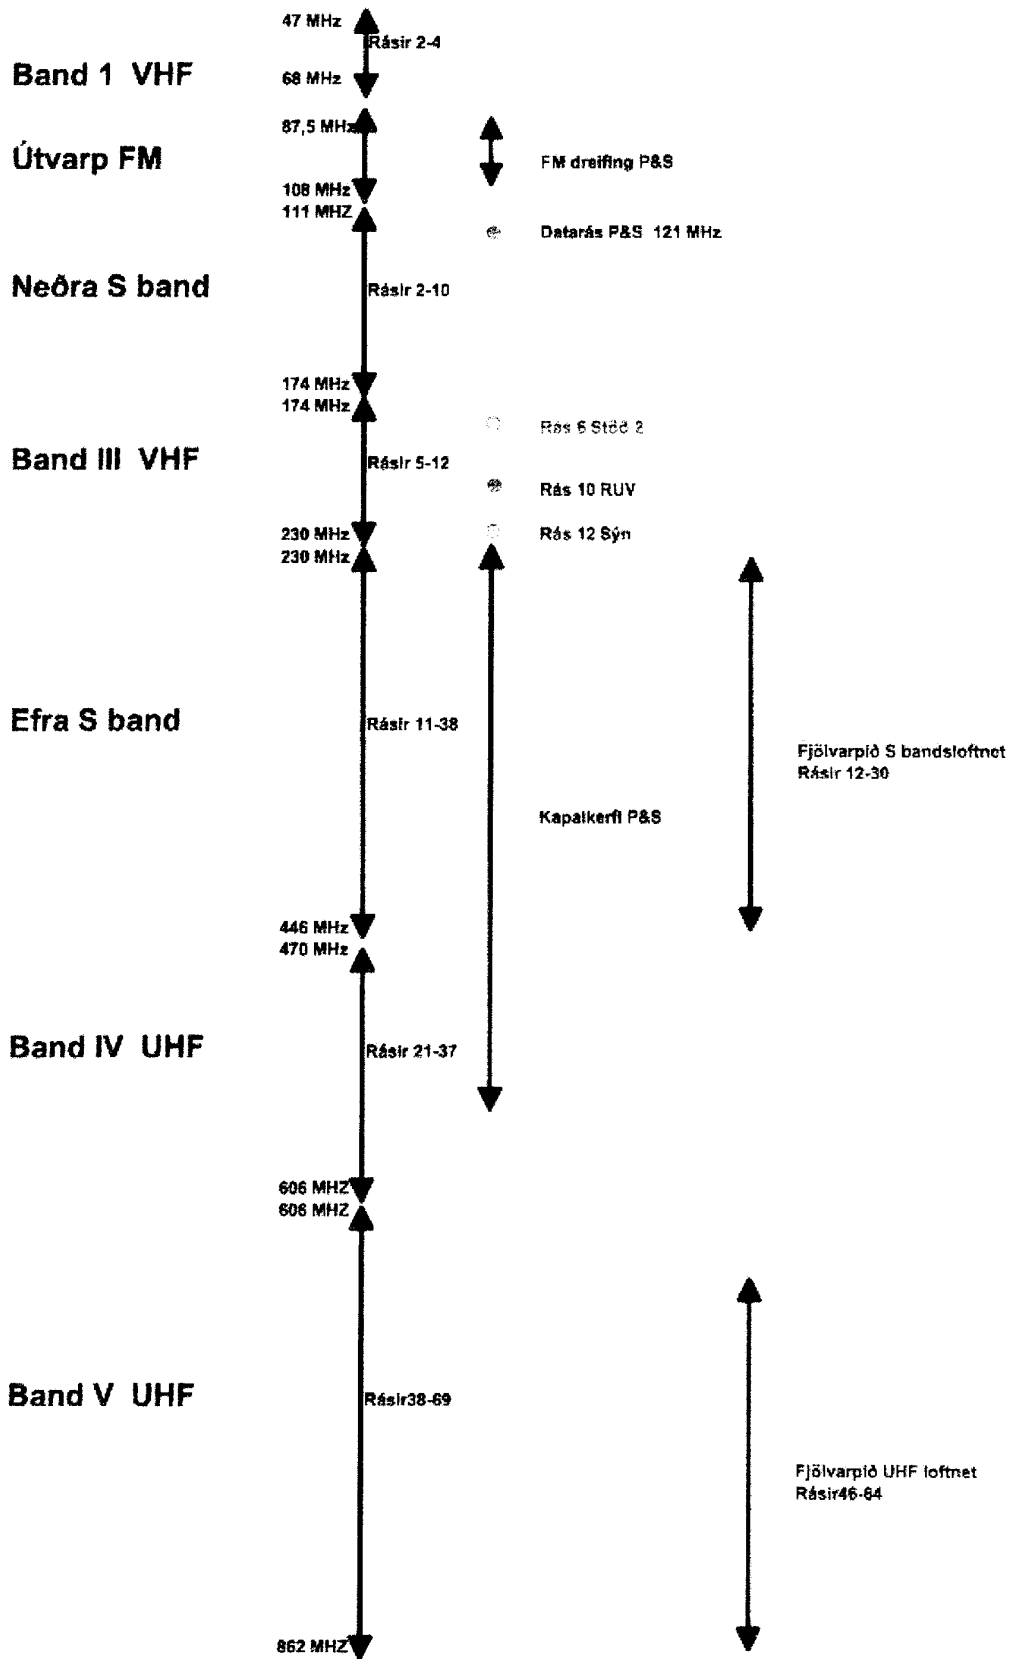 47 MHz
Rásir 2-4
Band 1 VHF
68 MHz
87,5 MHz
Útvarp FM
FM dreifing P&S
108 MHz
111 MHZ
Datarás P&S 121 MHz
Neðra S band
Rásir 2-10
174 MHz
174 MHz
Rás 6 Stöð 2
Band III VHF
Rásir 5-12
Rás 10 RUV
230 MHz
Rás 12 Sýn
230 MHz
Efra S band
Rásir 11-38
Fjölvarpið S bandsloftnet
Rásir 12-30
Kapalkerfi P&S
446 MHz
470 MHz
Band IV UHF
Rásir 21-37
606 MHZ
606 MHZ
Band V UHF
Rásir38-69
Fjölvarpið UHF loftnet
Rásir46-64
862 MHZ